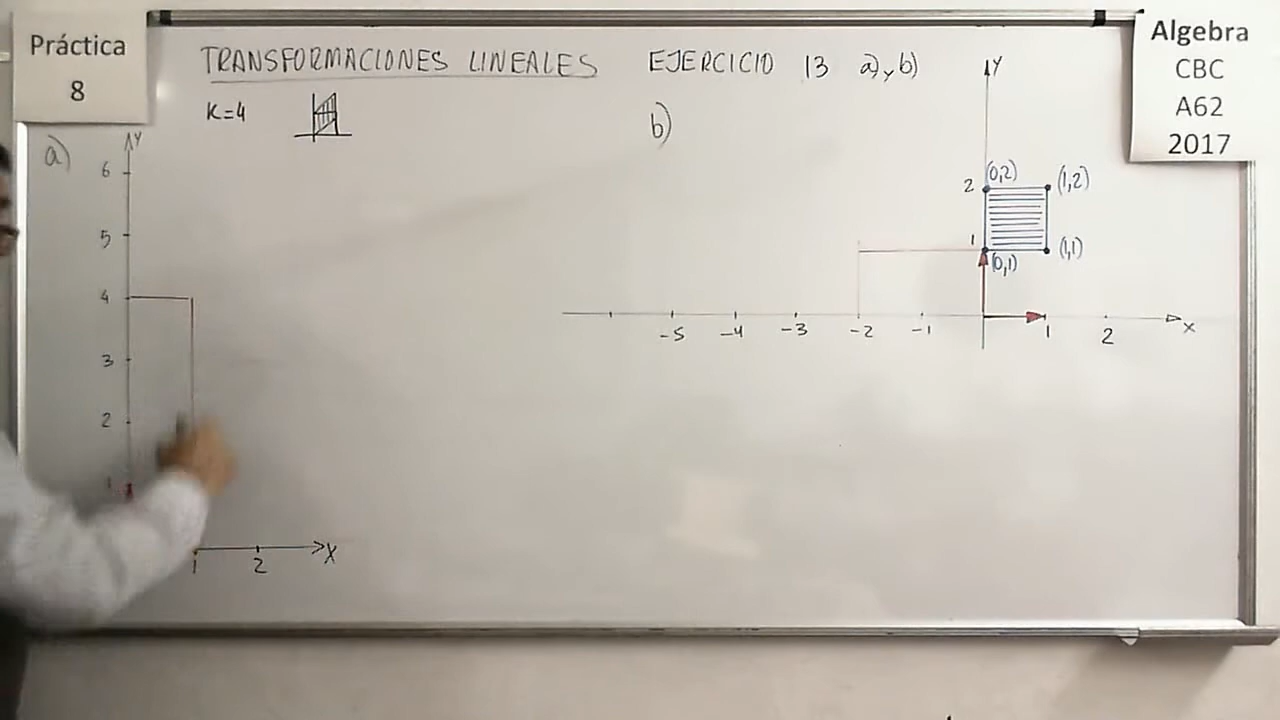 Práctica
8
TRANSFORMACIONES LINEALES EJERCICIO 13 a) y b)
Algebra
CBC
A62
2017
K=4
a)
Y
6
5
4
3
2
1
1 2 X
b)
Y
2 (0,2) (1,2)
1 (0,1) (1,1)
-5 -4 -3 -2 -1 1 2 X